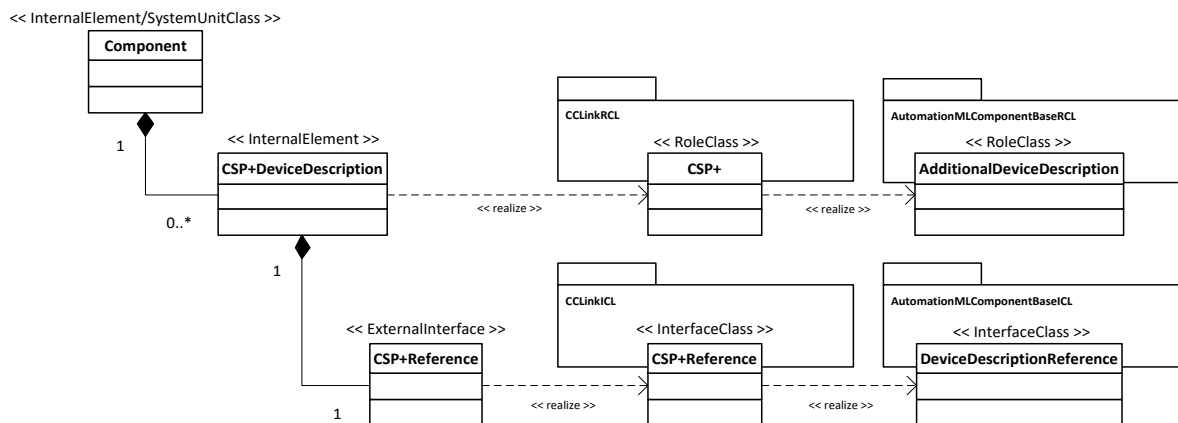 << InternalElement/SystemUnitClass >>
Component
1
<< InternalElement >>
CSP+DeviceDescription
0..*
<< realize >>
CCLinkRCL
<< RoleClass >>
CSP+
<< realize >>
AutomationMLComponentBaseRCL
<< RoleClass >>
AdditionalDeviceDescription
1
<< ExternalInterface >>
CSP+Reference
1
<< realize >>
CCLinkICL
<< InterfaceClass >>
CSP+Reference
<< realize >>
AutomationMLComponentBaseICL
<< InterfaceClass >>
DeviceDescriptionReference